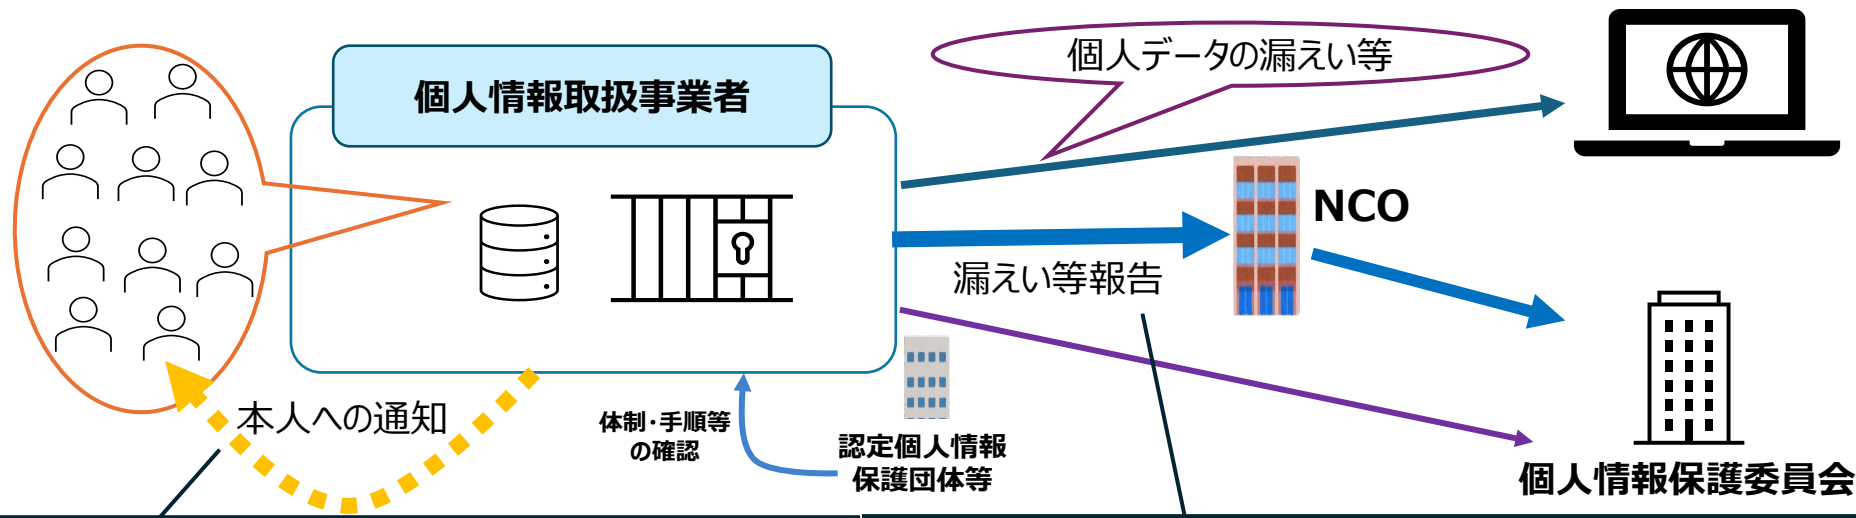 個人情報取扱事業者
個人データの漏えい等
NCO
漏えい等報告
本人への通知
体制・手順等
の確認
認定個人情報
保護団体等
個人情報保護委員会